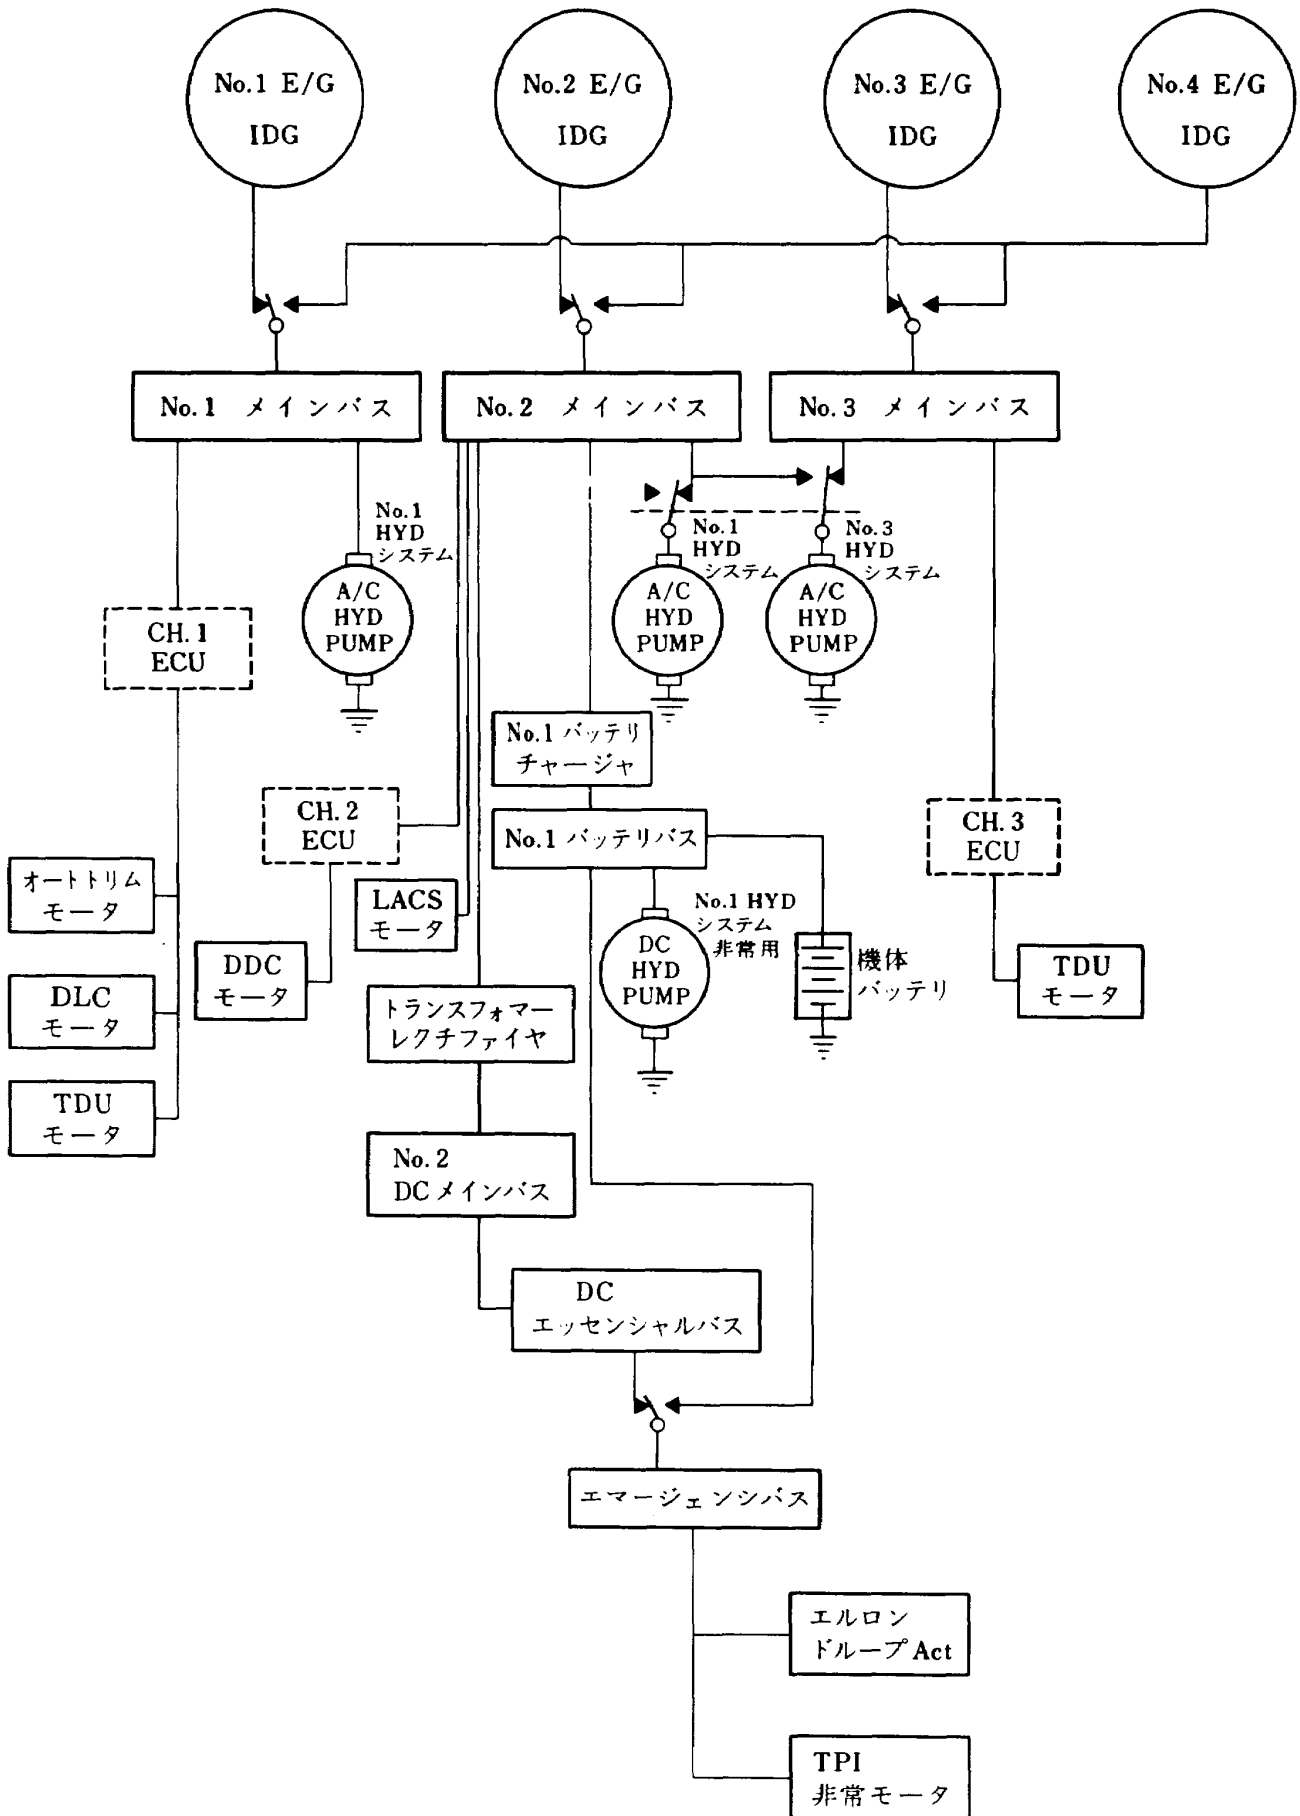 No.1 E/G
IDG
No.2 E/G
IDG
No.3 E/G
IDG
No.4 E/G
IDG
No.1 メインバス
No.2 メインバス
No.3 メインバス
No.1
HYD
システム
A/C
HYD
PUMP
No.1
HYD
システム
A/C
HYD
PUMP
No.3
HYD
システム
A/C
HYD
PUMP
CH.1
ECU
No.1 バッテリ
チャージャ
CH.2
ECU
No.1 バッテリバス
CH.3
ECU
オートトリム
モータ
LACS
モータ
No.1 HYD
システム
非常用
DC
HYD
PUMP
機体
バッテリ
DDC
モータ
TDU
モータ
DLC
モータ
トランスフォマー
レクチファイヤ
TDU
モータ
No.2
DCメインバス
DC
エッセンシャルバス
エマージェンシバス
エルロン
ドループAct
TPI
非常モータ